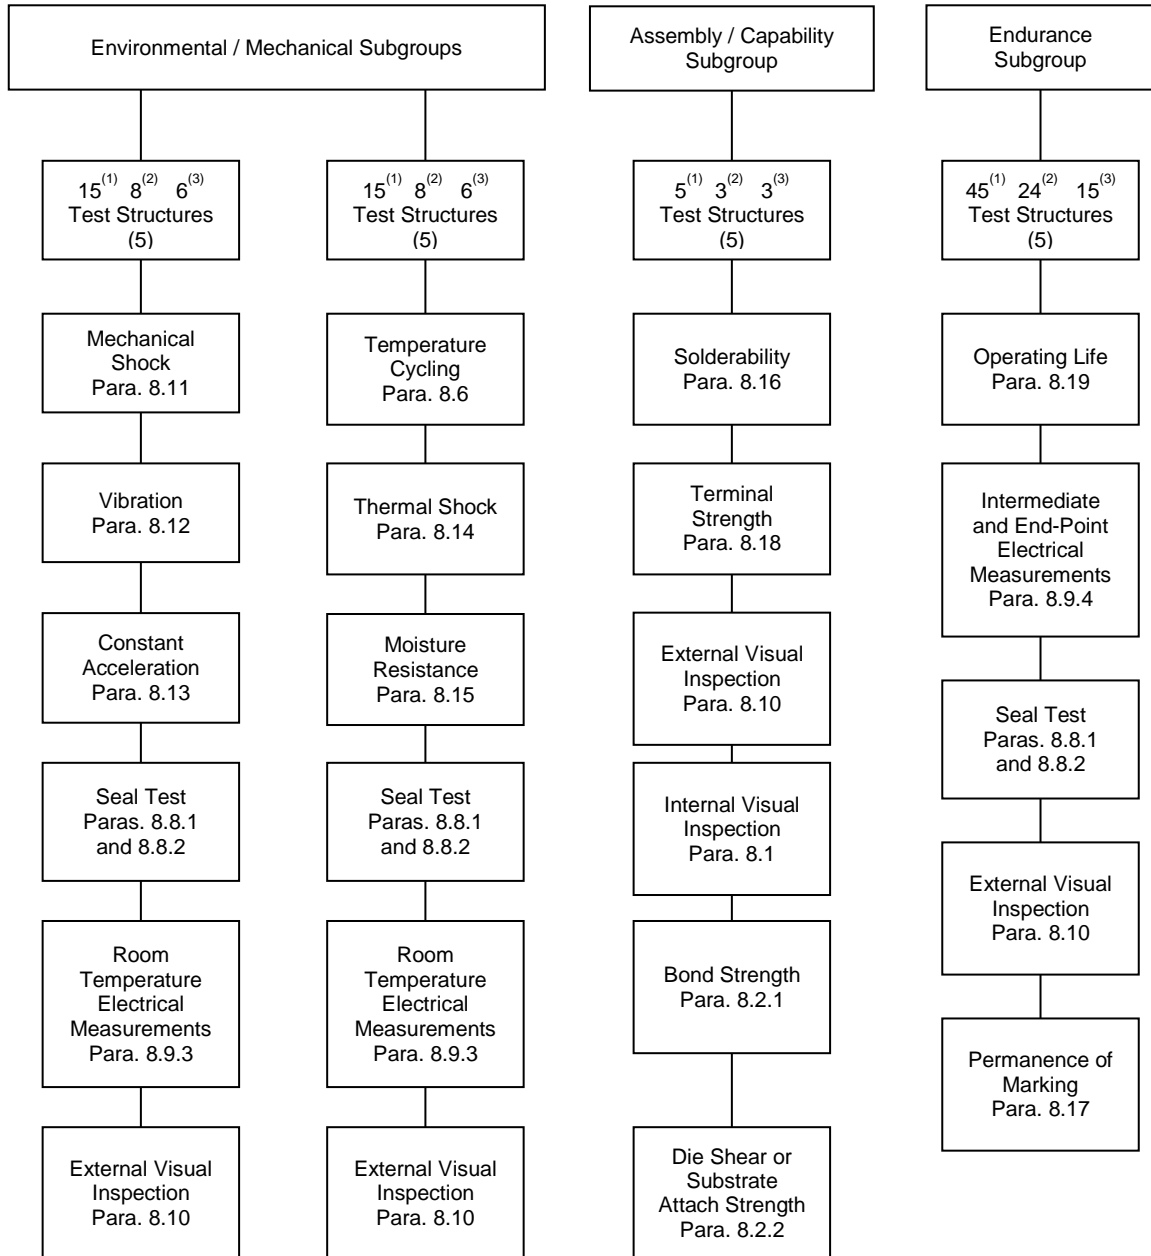 Environmental / Mechanical Subgroups
15(1) 8(2) 6(3)
Test Structures
(5)
Mechanical
Shock
Para. 8.11
Vibration
Para. 8.12
Constant
Acceleration
Para. 8.13
Seal Test
Paras. 8.8.1
and 8.8.2
Room
Temperature
Electrical
Measurements
Para. 8.9.3
External Visual
Inspection
Para. 8.10
15(1) 8(2) 6(3)
Test Structures
(5)
Temperature
Cycling
Para. 8.6
Thermal Shock
Para. 8.14
Moisture
Resistance
Para. 8.15
Seal Test
Paras. 8.8.1
and 8.8.2
Room
Temperature
Electrical
Measurements
Para. 8.9.3
External Visual
Inspection
Para. 8.10
Assembly / Capability
Subgroup
5(1) 3(2) 3(3)
Test Structures
(5)
Solderability
Para. 8.16
Terminal
Strength
Para. 8.18
External Visual
Inspection
Para. 8.10
Internal Visual
Inspection
Para. 8.1
Bond Strength
Para. 8.2.1
Die Shear or
Substrate
Attach Strength
Para. 8.2.2
Endurance
Subgroup
45(1) 24(2) 15(3)
Test Structures
(5)
Operating Life
Para. 8.19
Intermediate
and End-Point
Electrical
Measurements
Para. 8.9.4
Seal Test
Paras. 8.8.1
and 8.8.2
External Visual
Inspection
Para. 8.10
Permanence of
Marking
Para. 8.17